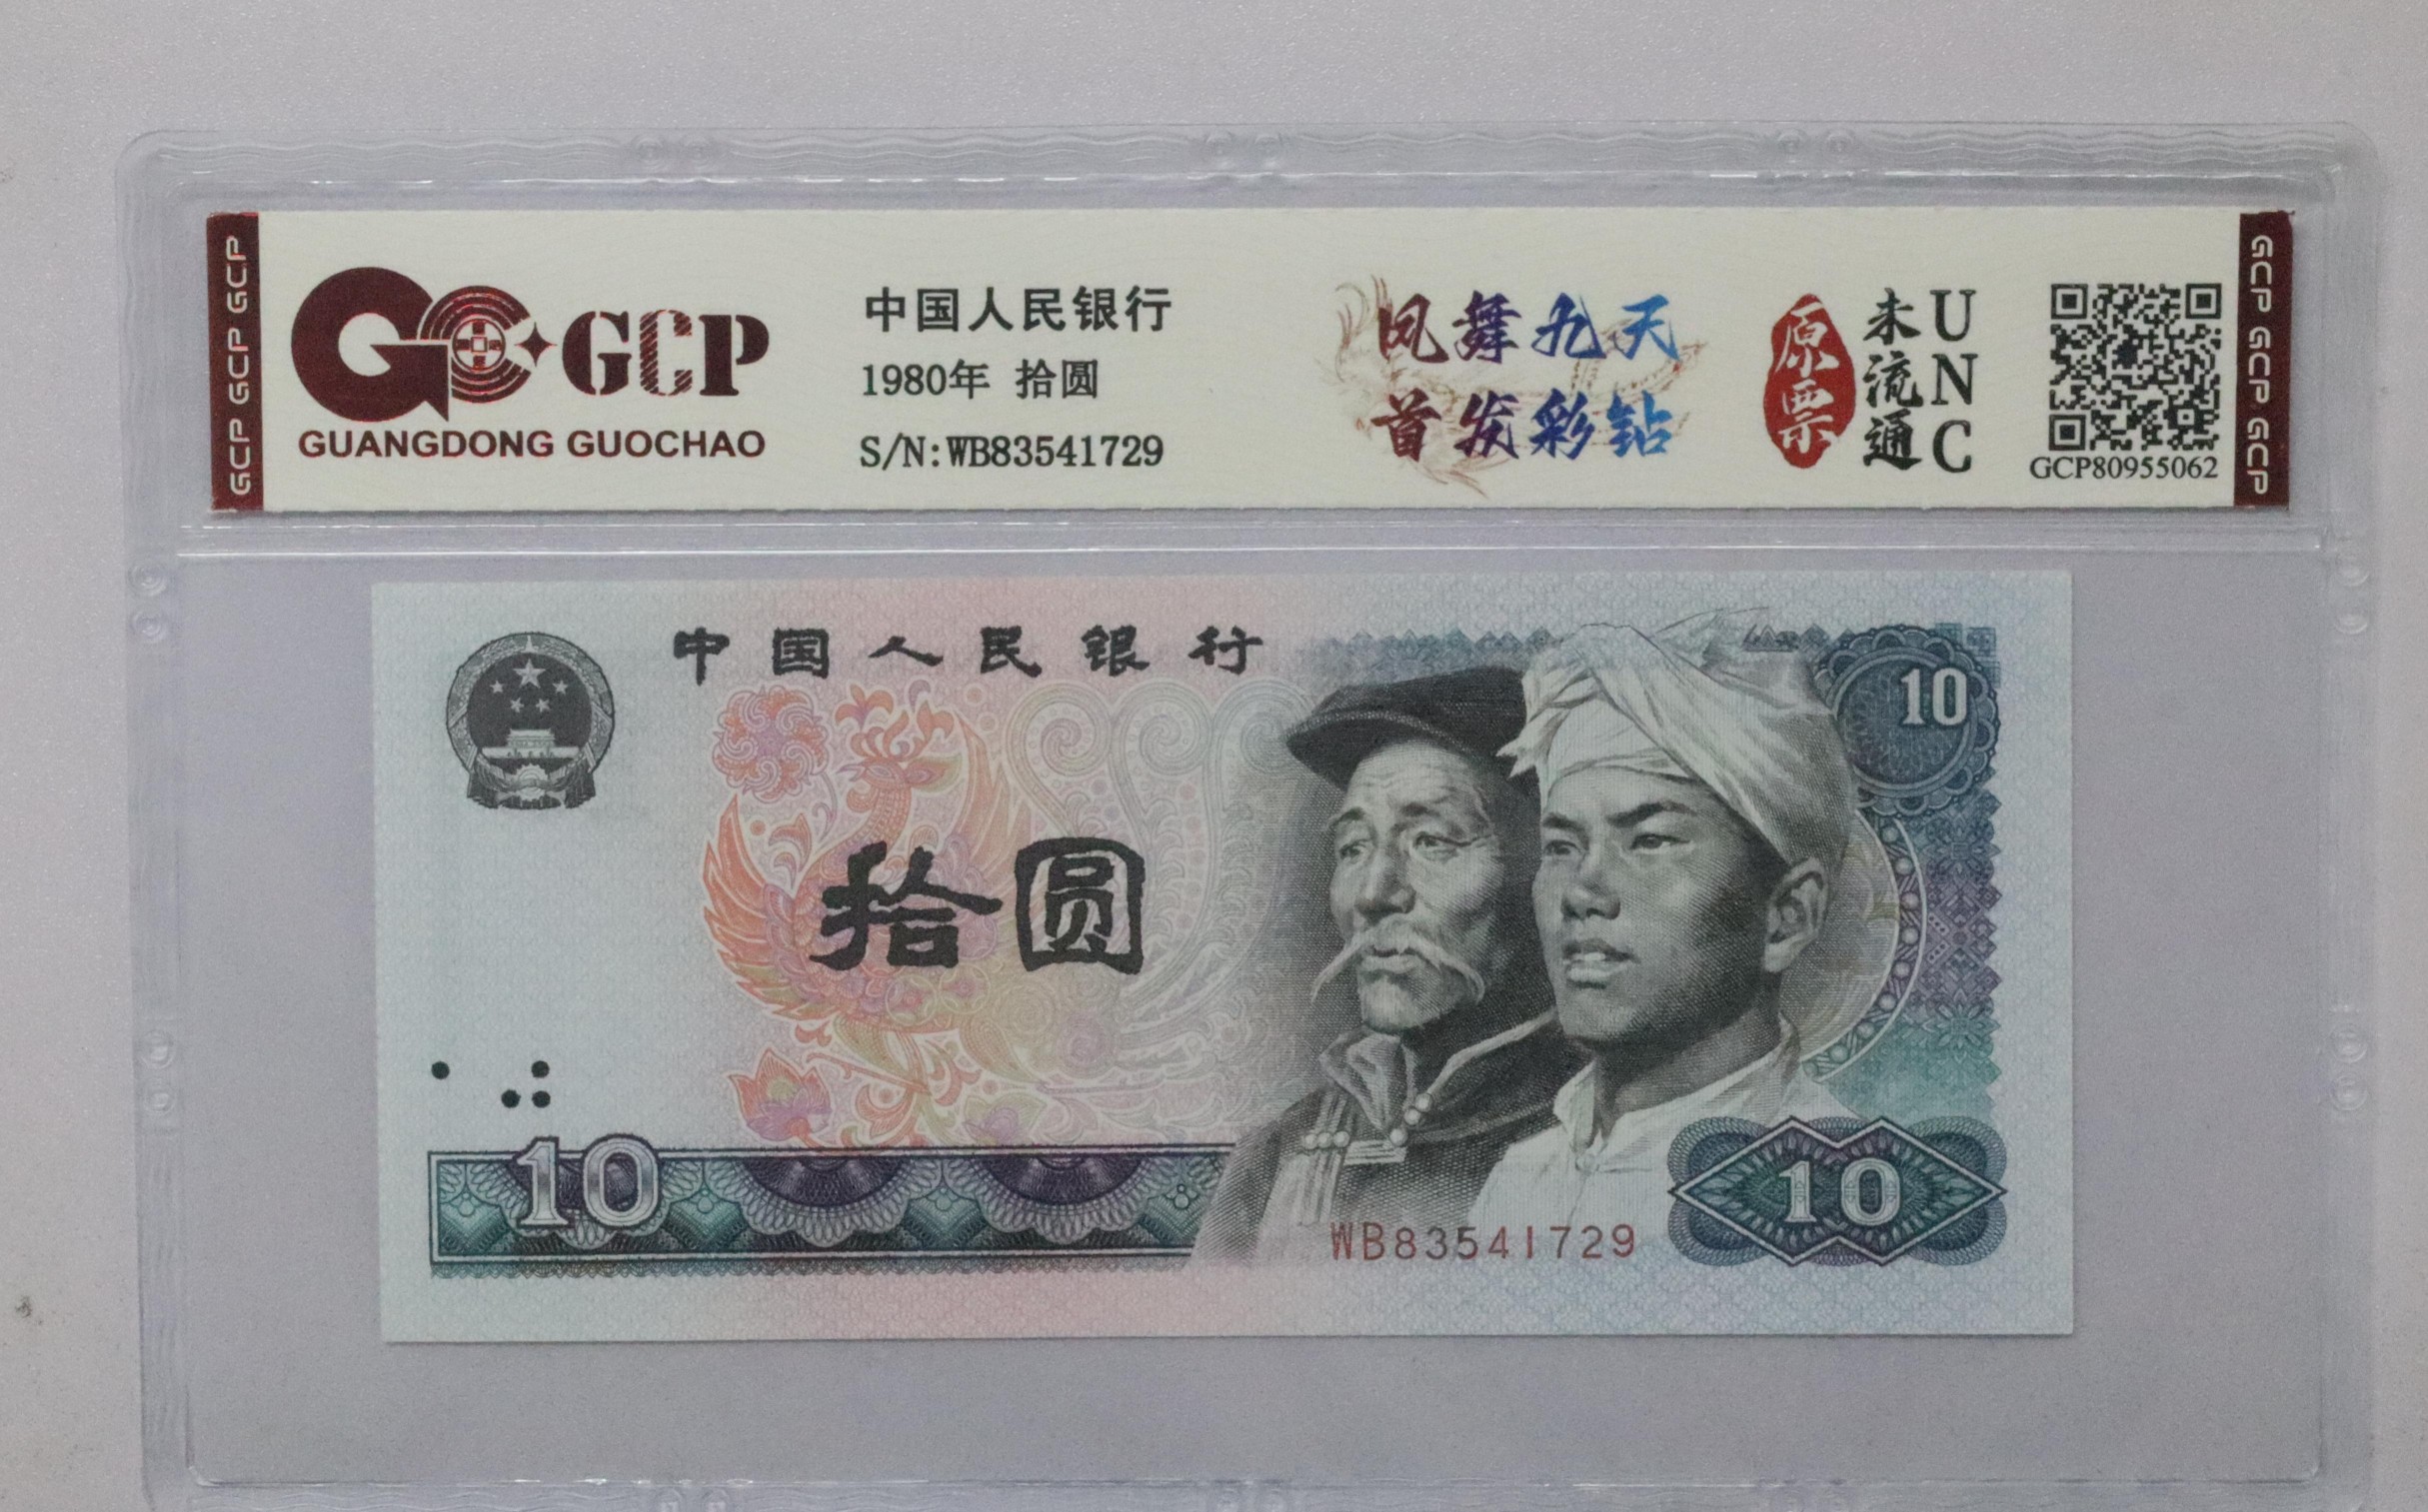 GCP GCP GCP
GCP
GUANGDONG GUOCHAO
中国人民银行
1980年 拾圆
S/N:WB83541729
凤舞九天
首发彩钻
原票
未流通
UNC
GCP80955062
GCP GCP GCP
中国人民银行
10
拾圆
10
WB83541729
10